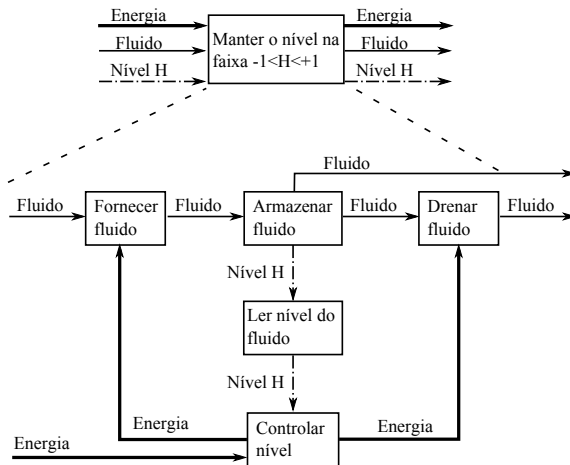 Energia
Fluido
Nível H
Manter o nível na
faixa -1<H<+1
Energia
Fluido
Nível H
Fluido
Fluido
Fornecer
fluido
Fluido
Armazenar
fluido
Fluido
Drenar
fluido
Fluido
Nível H
Ler nível do
fluido
Nível H
Energia
Controlar
nível
Energia
Energia